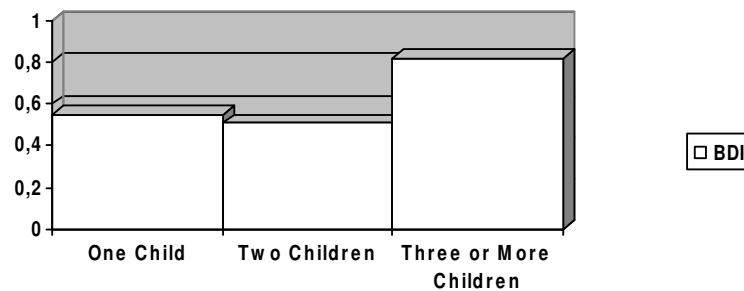 1
0,8
0,6
0,4
0,2
0
One Child
Two Children
Three or More
Children
BDI